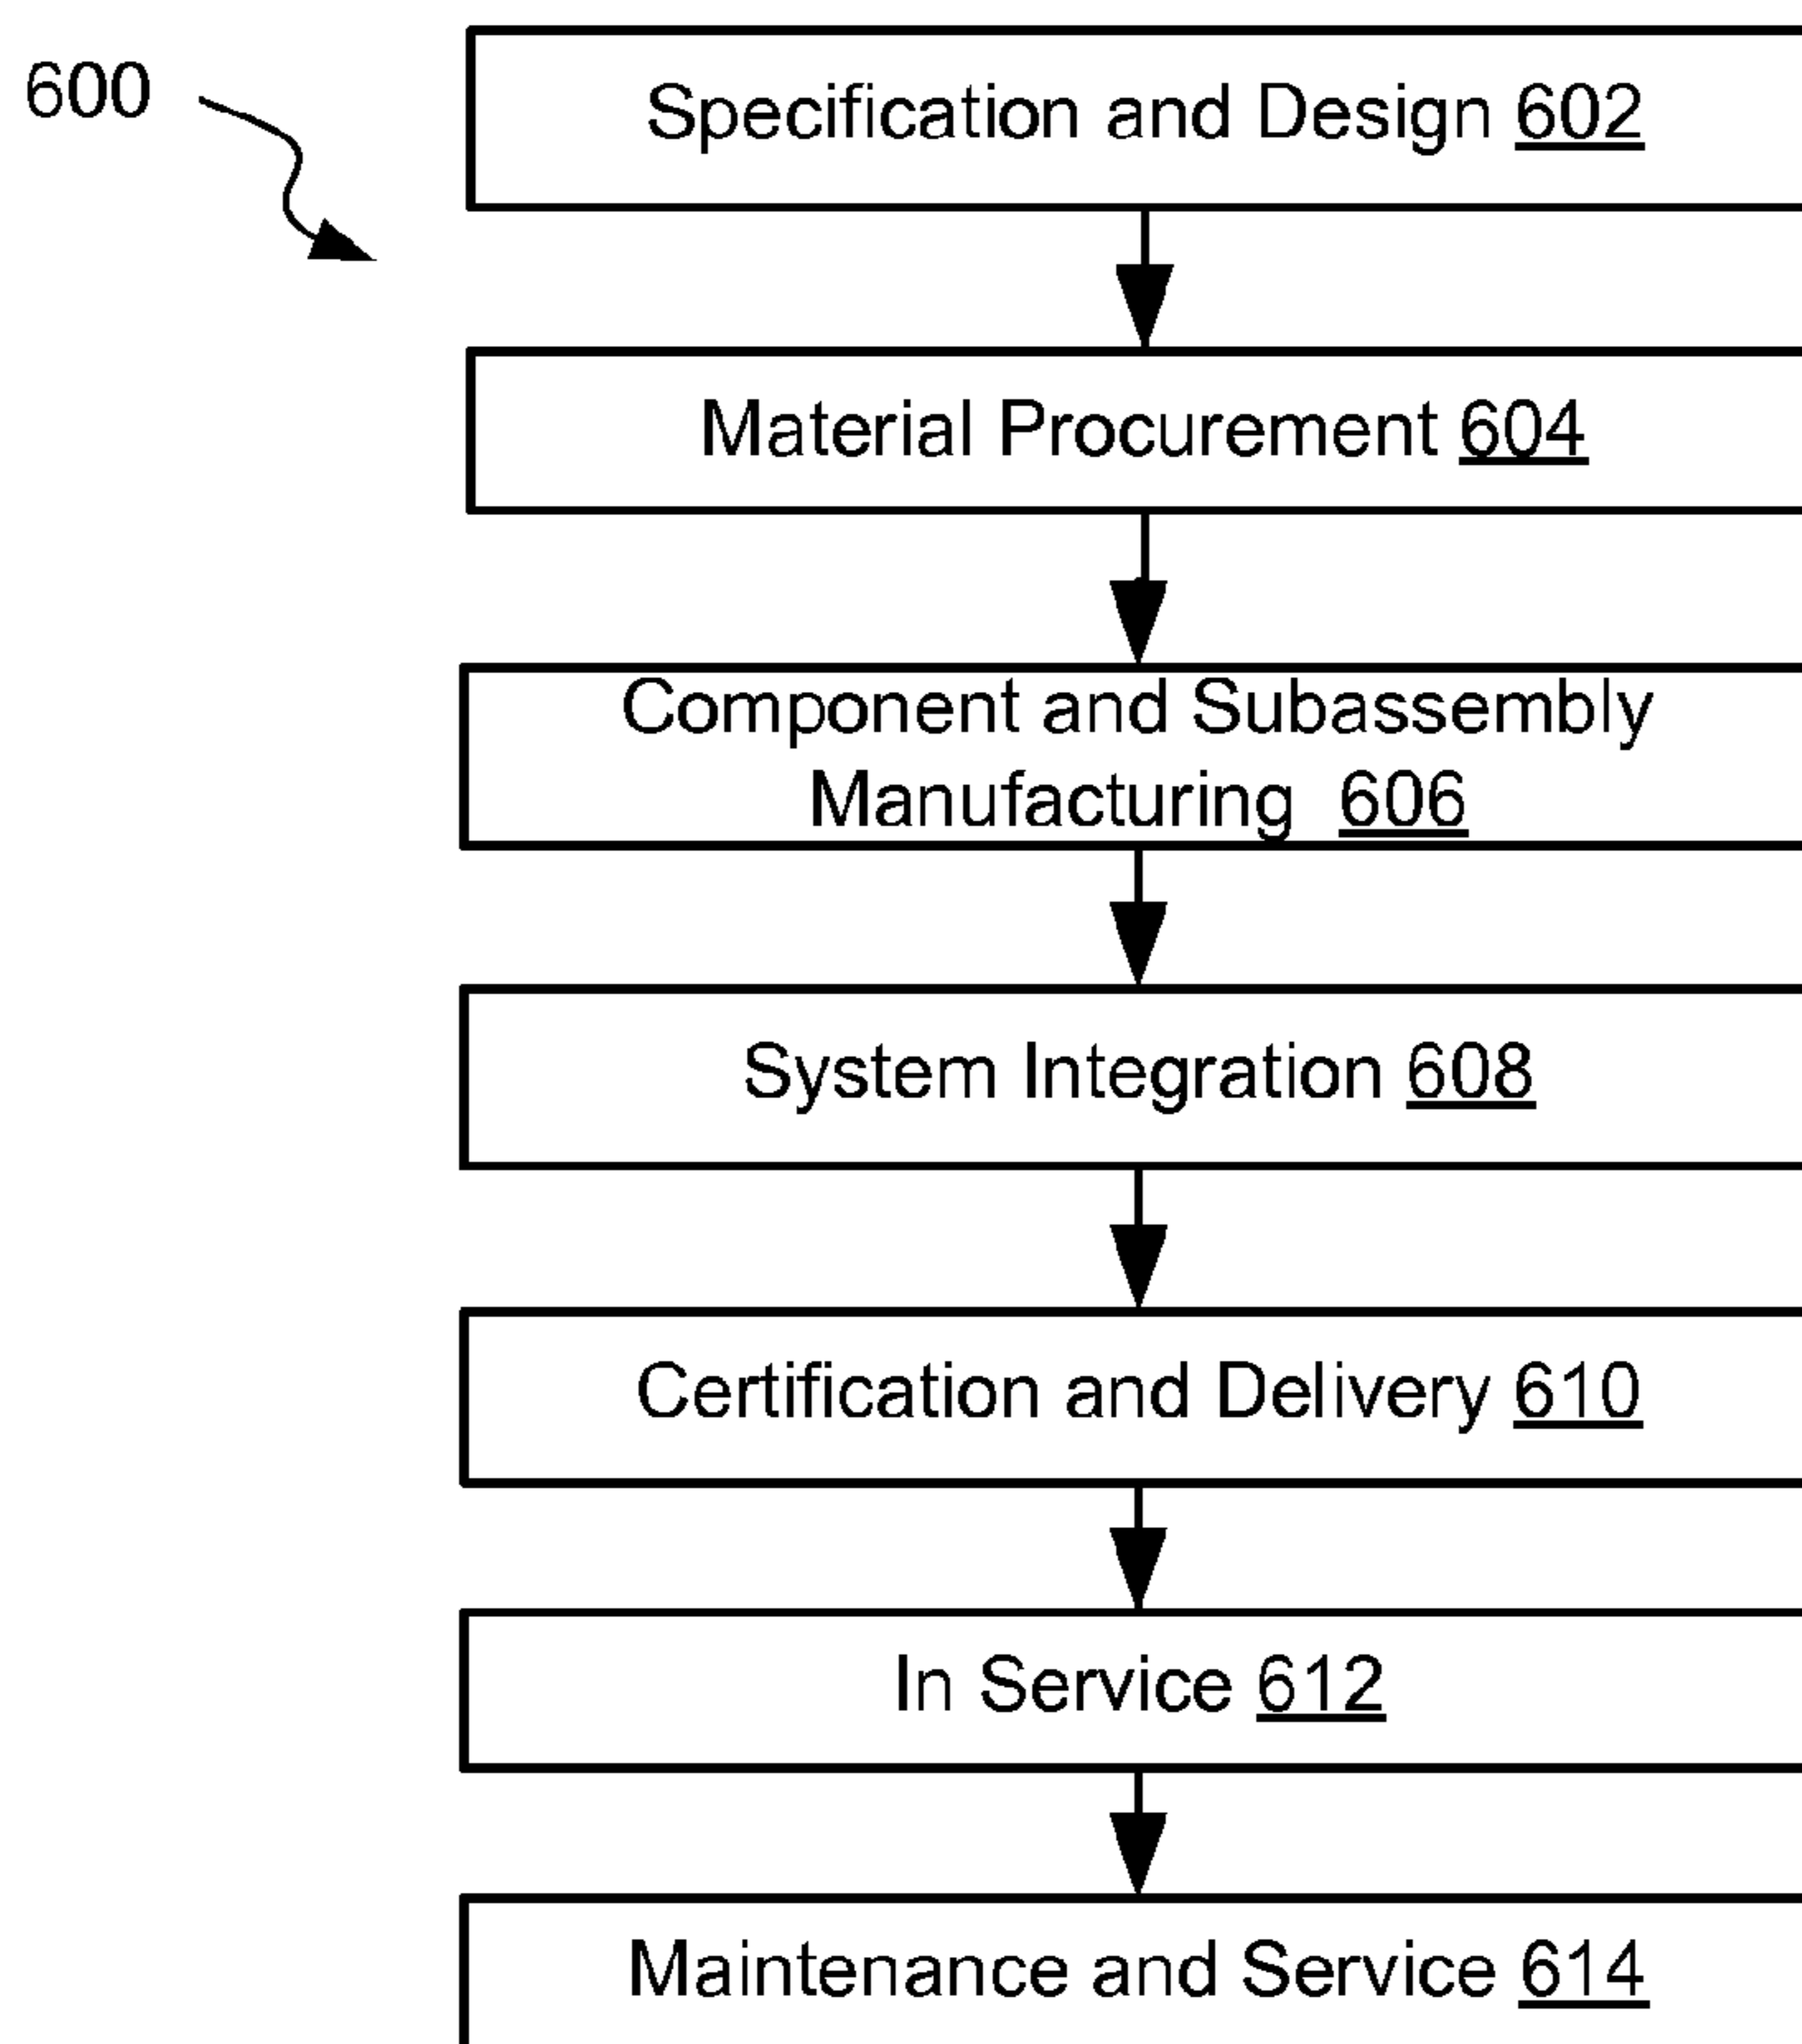 600
Specification and Design 602
Material Procurement 604
Component and Subassembly
Manufacturing 606
System Integration 608
Certification and Delivery 610
In Service 612
Maintenance and Service 614